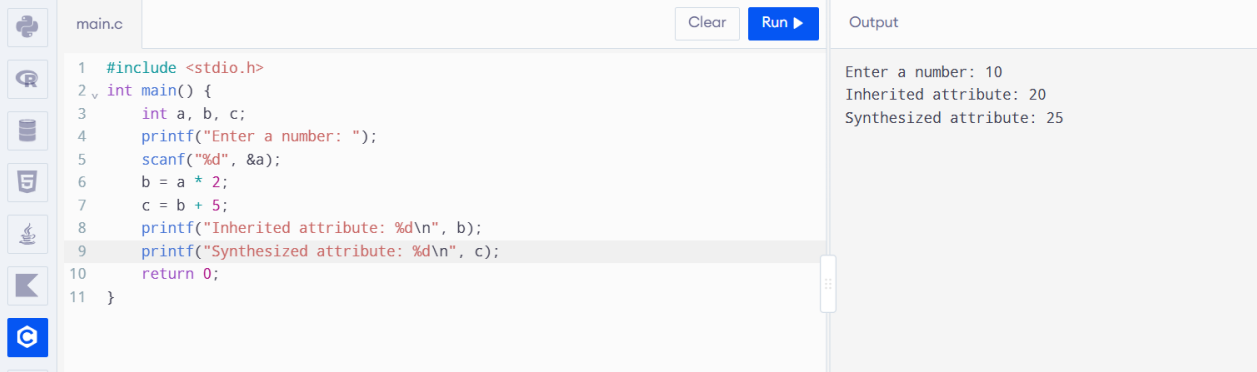 main.c
Clear
Run
Output
1 #include <stdio.h>
2 int main() {
3     int a, b, c;
4     printf("Enter a number: ");
5     scanf("%d", &a);
6     b = a * 2;
7     c = b + 5;
8     printf("Inherited attribute: %d\n", b);
9     printf("Synthesized attribute: %d\n", c);
10     return 0;
11 }
Enter a number: 10
Inherited attribute: 20
Synthesized attribute: 25